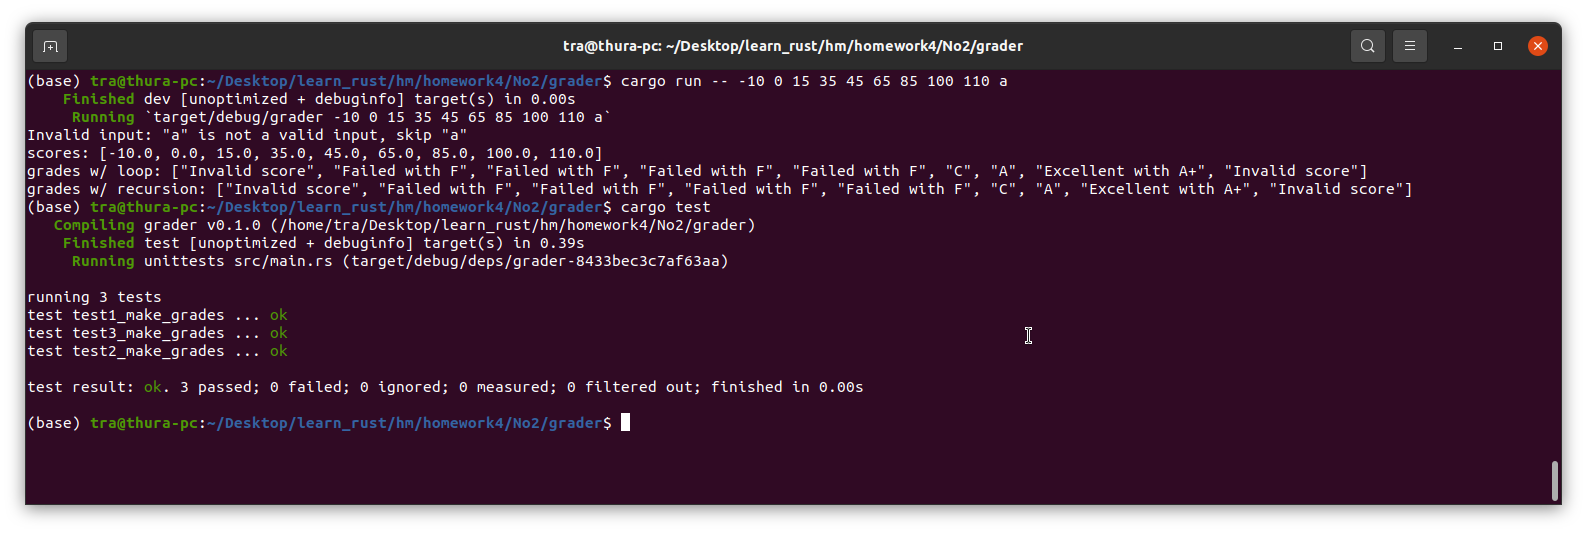 tra@thura-pc: ~/Desktop/learn_rust/hm/homework4/No2/grader
(base) tra@thura-pc:~/Desktop/learn_rust/hm/homework4/No2/grader$ cargo run -- -10 0 15 35 45 65 85 100 110 a
    Finished dev [unoptimized + debuginfo] target(s) in 0.00s
     Running `target/debug/grader -10 0 15 35 45 65 85 100 110 a`
Invalid input: "a" is not a valid input, skip "a"
scores: [-10.0, 0.0, 15.0, 35.0, 45.0, 65.0, 85.0, 100.0, 110.0]
grades w/ loop: ["Invalid score", "Failed with F", "Failed with F", "Failed with F", "Failed with F", "C", "A", "Excellent with A+", "Invalid score"]
grades w/ recursion: ["Invalid score", "Failed with F", "Failed with F", "Failed with F", "Failed with F", "C", "A", "Excellent with A+", "Invalid score"]
(base) tra@thura-pc:~/Desktop/learn_rust/hm/homework4/No2/grader$ cargo test
   Compiling grader v0.1.0 (/home/tra/Desktop/learn_rust/hm/homework4/No2/grader)
    Finished test [unoptimized + debuginfo] target(s) in 0.39s
     Running unittests src/main.rs (target/debug/deps/grader-8433bec3c7af63aa)
running 3 tests
test test1_make_grades ... ok
test test3_make_grades ... ok
test test2_make_grades ... ok
test result: ok. 3 passed; 0 failed; 0 ignored; 0 measured; 0 filtered out; finished in 0.00s
(base) tra@thura-pc:~/Desktop/learn_rust/hm/homework4/No2/grader$